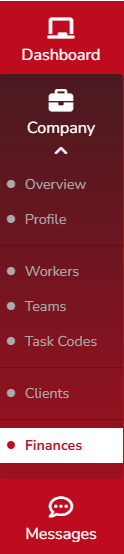 Dashboard
Company
Overview
Profile
Workers
Teams
Task Codes
Clients
Finances
Messages